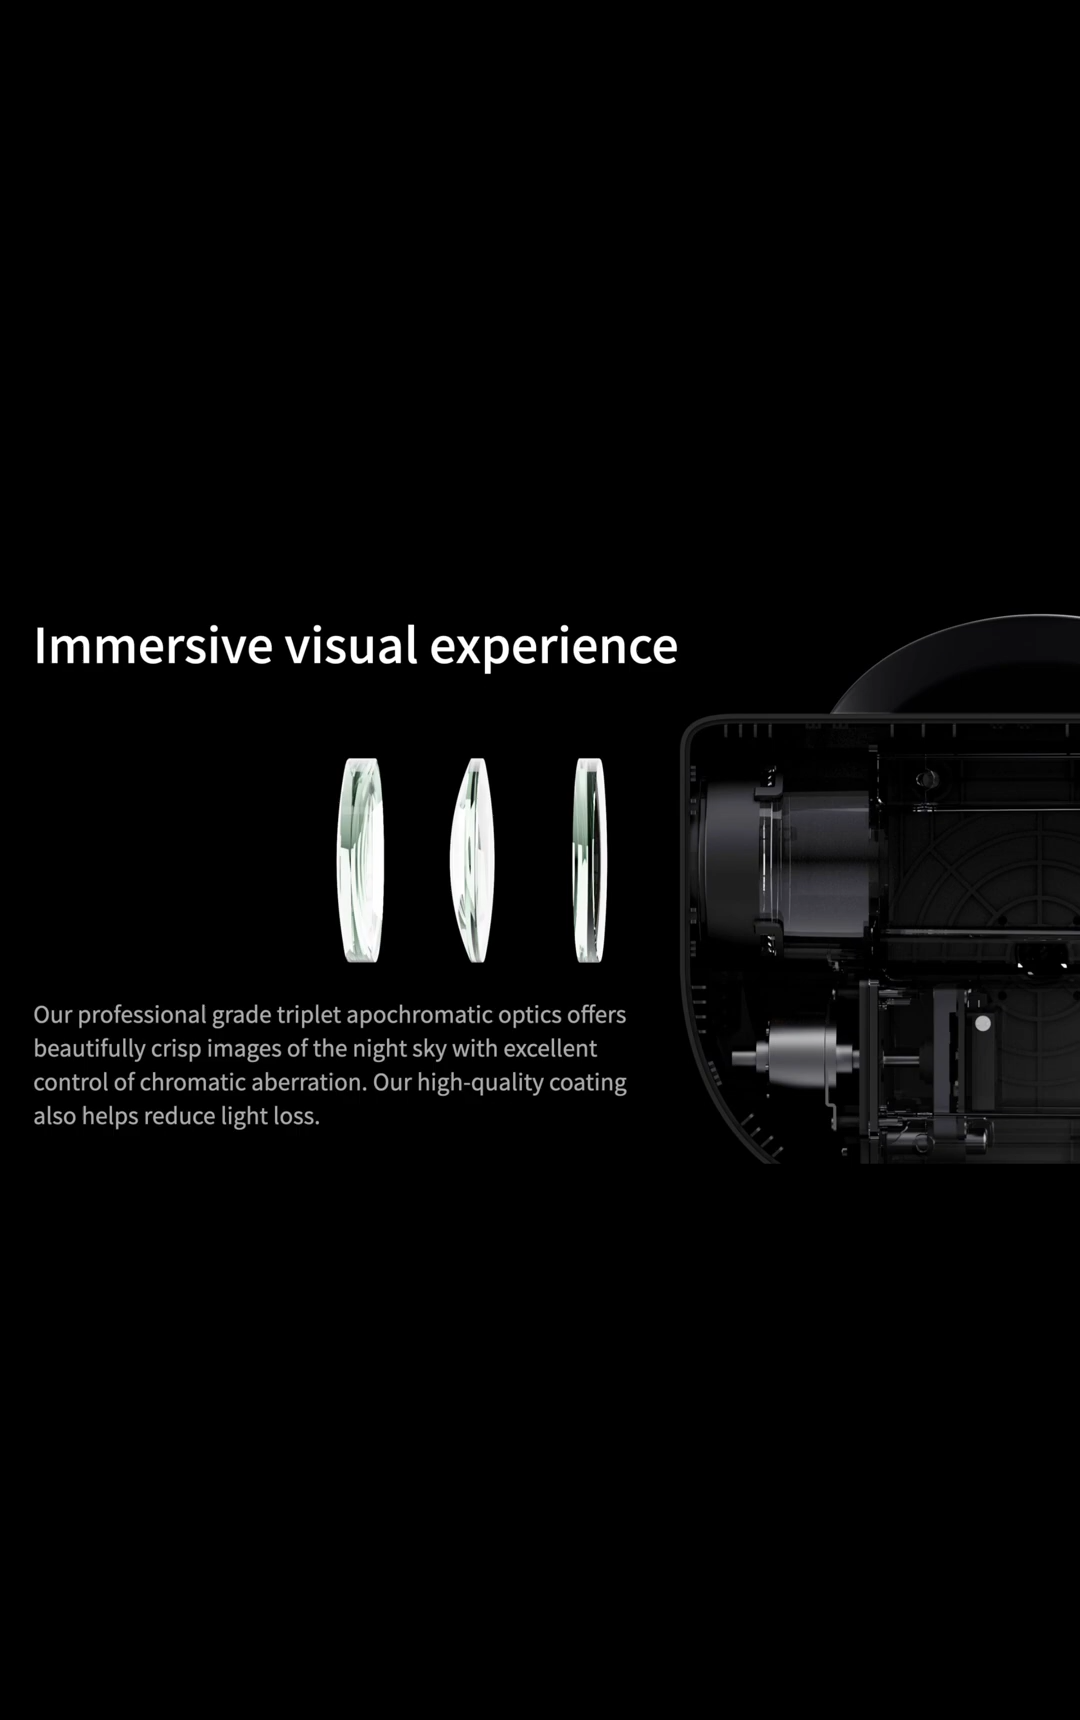 Immersive visual experience
Our professional grade triplet apochromatic optics offers
beautifully crisp images of the night sky with excellent
control of chromatic aberration. Our high-quality coating
also helps reduce light loss.